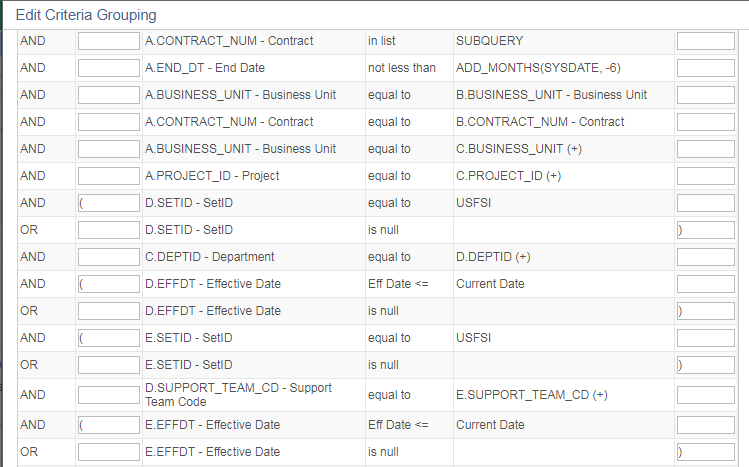 Edit Criteria Grouping
AND A.CONTRACT_NUM - Contract in list SUBQUERY
AND A.END_DT - End Date not less than ADD_MONTHS(SYSDATE, -6)
AND A.BUSINESS_UNIT - Business Unit equal to B.BUSINESS_UNIT - Business Unit
AND A.CONTRACT_NUM - Contract equal to B.CONTRACT_NUM - Contract
AND A.BUSINESS_UNIT - Business Unit equal to C.BUSINESS_UNIT (+)
AND A.PROJECT_ID - Project equal to C.PROJECT_ID (+)
AND ( D.SETID - SetID equal to USFSI
OR D.SETID - SetID is null )
AND C.DEPTID - Department equal to D.DEPTID (+)
AND ( D.EFFDT - Effective Date Eff Date <= Current Date
OR D.EFFDT - Effective Date is null )
AND ( E.SETID - SetID equal to USFSI
OR E.SETID - SetID is null )
AND D.SUPPORT_TEAM_CD - Support equal to E.SUPPORT_TEAM_CD (+)
Team Code
AND ( E.EFFDT - Effective Date Eff Date <= Current Date
OR E.EFFDT - Effective Date is null )